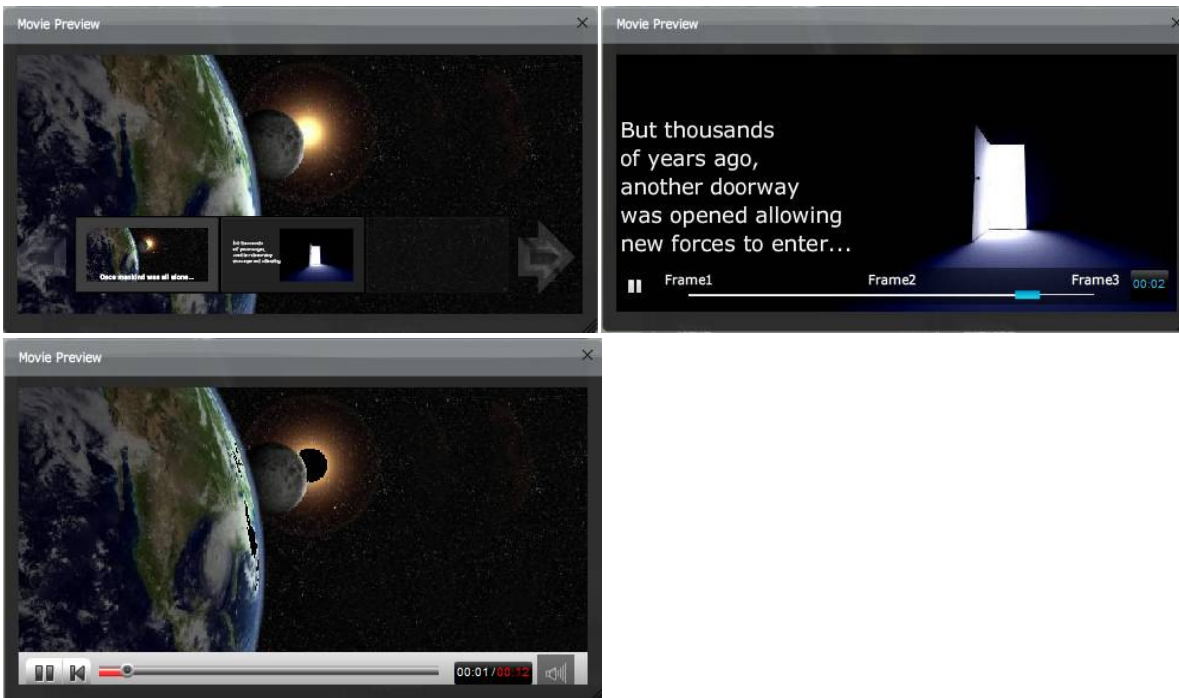 Movie Preview
Once mankind was all alone...
Movie Preview
But thousands
of years ago,
another doorway
was opened allowing
new forces to enter...
Frame1 Frame2 Frame3 00:02
Movie Preview
00:01/00:12